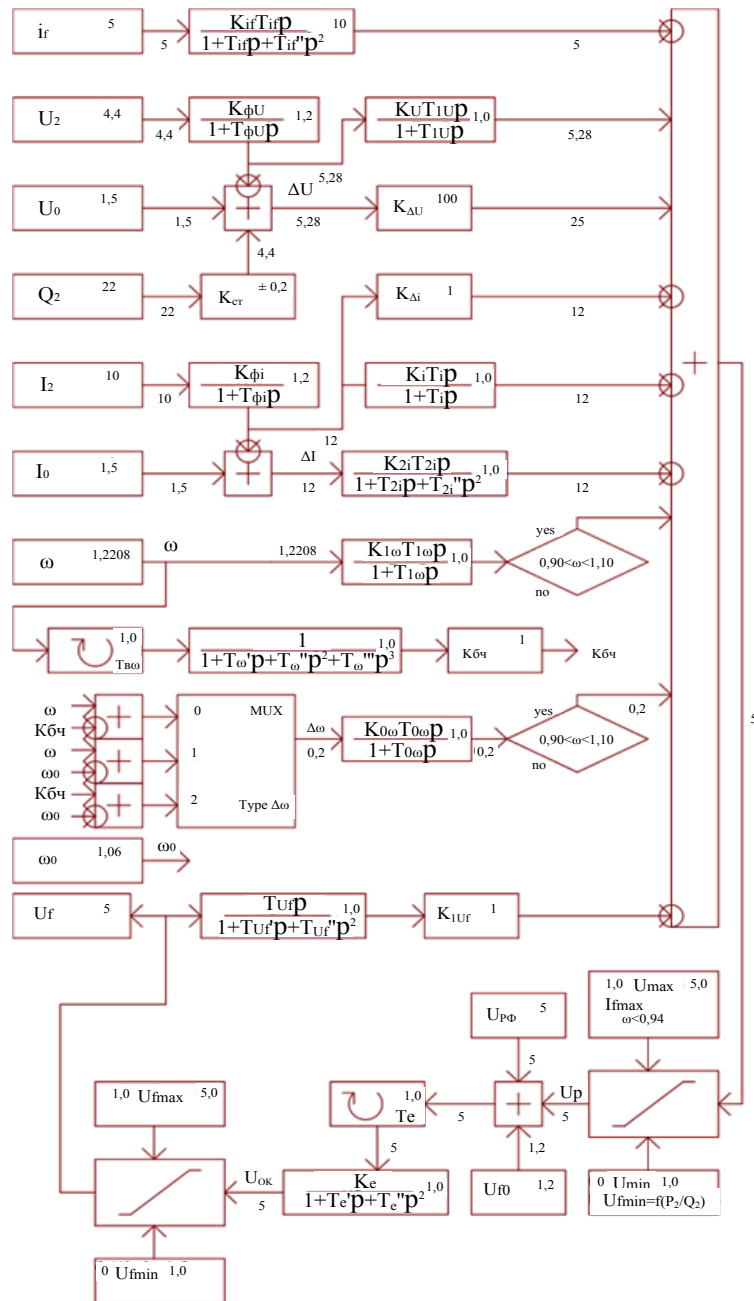 if 5
5
KifTifp 10
1+Tifp+Tif"p²
5
U₂ 4,4
4,4
KфU 1,2
1+TфUp
KUT1Up 1,0
1+T1Up
5,28
5,28
ΔU
U₀ 1,5
1,5
+
5,28
KΔU 100
25
4,4
Q₂ 22
22
Kст ± 0,2
KΔi 1
12
I₂ 10
10
Kфi 1,2
1+Tфip
KiTip 1,0
1+Tip
12
+
12
ΔI
I₀ 1,5
1,5
+
12
K2iT2ip 1,0
1+T2ip+T2i"p²
12
yes
ω 1,2208
ω
1,2208
K1ωT1ωp 1,0
1+T1ωp
0,90<ω<1,10
no
1,0
Tвω
1 1,0
1+Tω'p+Tω"p²+Tω'"p³
Kбч 1
Kбч
ω
Kбч
+
0 MUX
ω
ω₀
+
1
Kбч
ω₀
+
2 Type Δω
Δω
0,2
K0ωT0ωp 1,0
1+T0ωp
0,2
yes
0,90<ω<1,10
no
0,2
5
ω₀ 1,06
ω₀
Uf 5
TUfp 1,0
1+TUf'p+TUf"p²
K1Uf 1
1,0 Umax 5,0
Ifmax
ω<0,94
UРФ 5
5
1,0 Ufmax 5,0
1,0
Te
5
+
Up
5
5
1,2
UOK
5
Ke 1,0
1+Te'p+Te"p²
Uf0 1,2
0 Umin 1,0
Ufmin=f(P₂/Q₂)
0 Ufmin 1,0